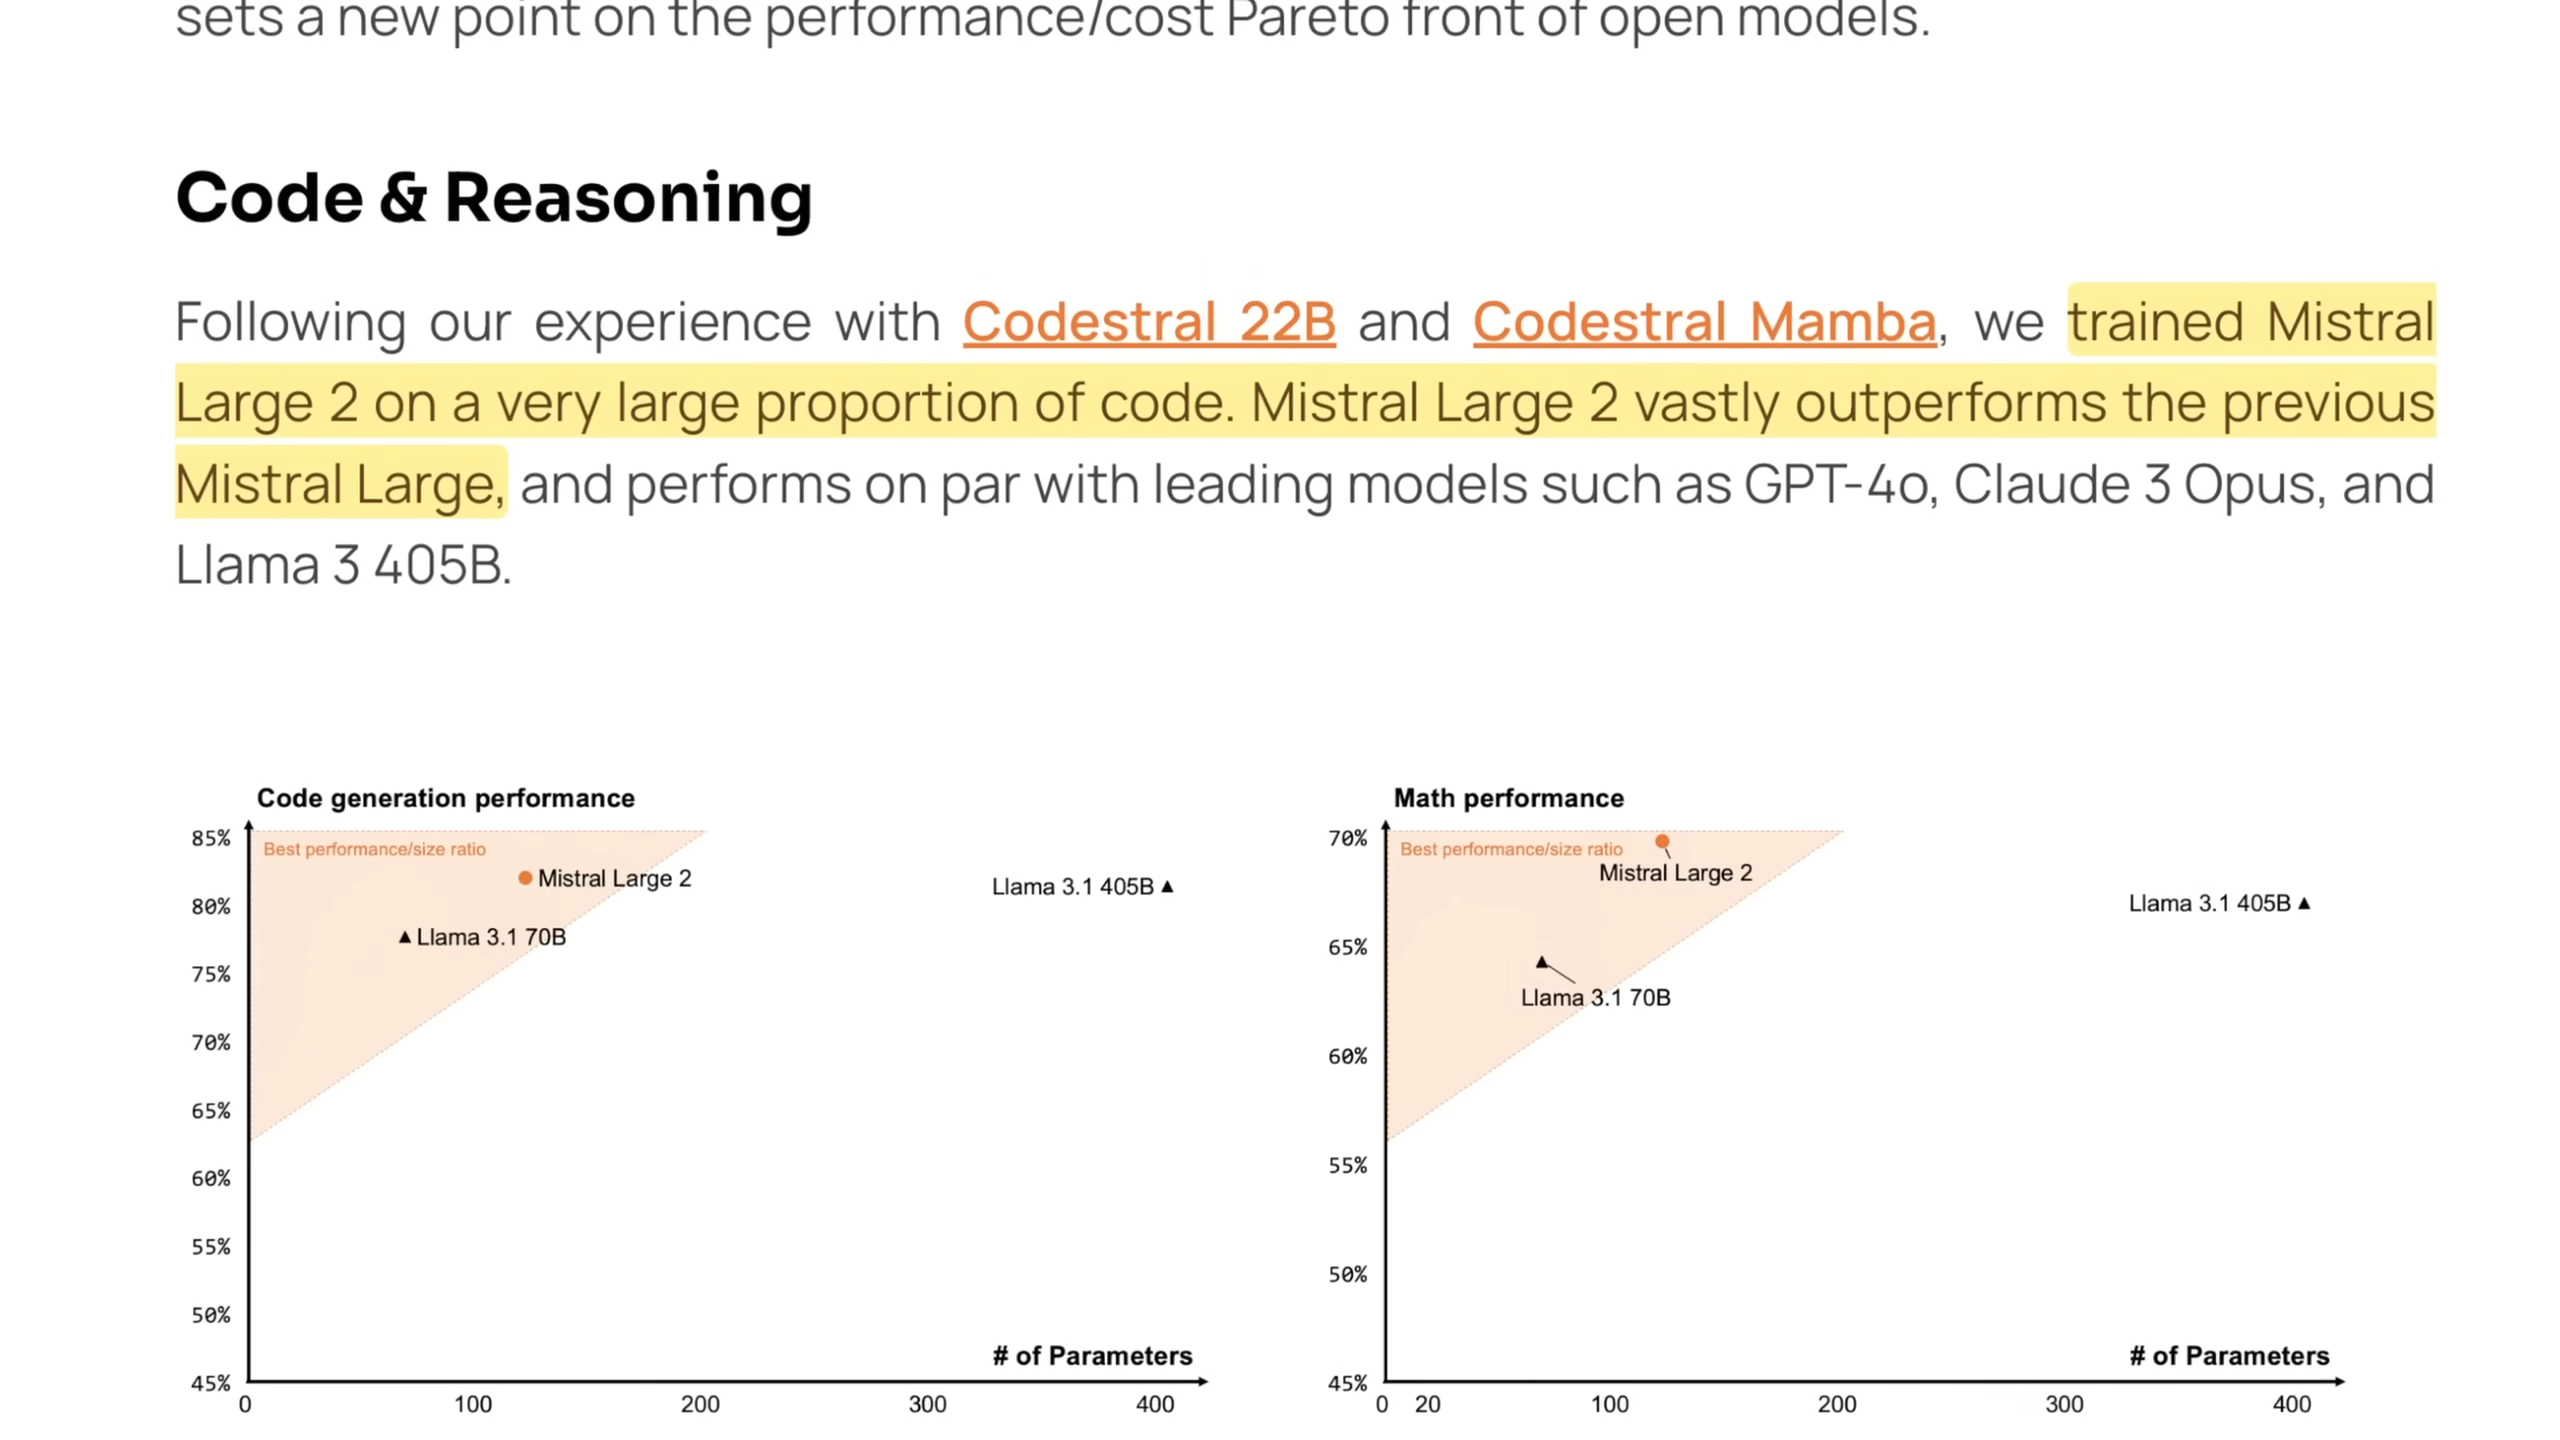 sets a new point on the performance/cost Pareto front of open models.
Code & Reasoning
Following our experience with Codestral 22B and Codestral Mamba, we trained Mistral
Large 2 on a very large proportion of code. Mistral Large 2 vastly outperforms the previous
Mistral Large, and performs on par with leading models such as GPT-4o, Claude 3 Opus, and
Llama 3 405B.
Code generation performance
85%
Best performance/size ratio
Mistral Large 2
Llama 3.1 405B
80%
Llama 3.1 70B
75%
70%
65%
60%
55%
50%
# of Parameters
45%
0 100 200 300 400
Math performance
70%
Best performance/size ratio
Mistral Large 2
Llama 3.1 405B
65%
Llama 3.1 70B
60%
55%
50%
# of Parameters
45%
0 20 100 200 300 400